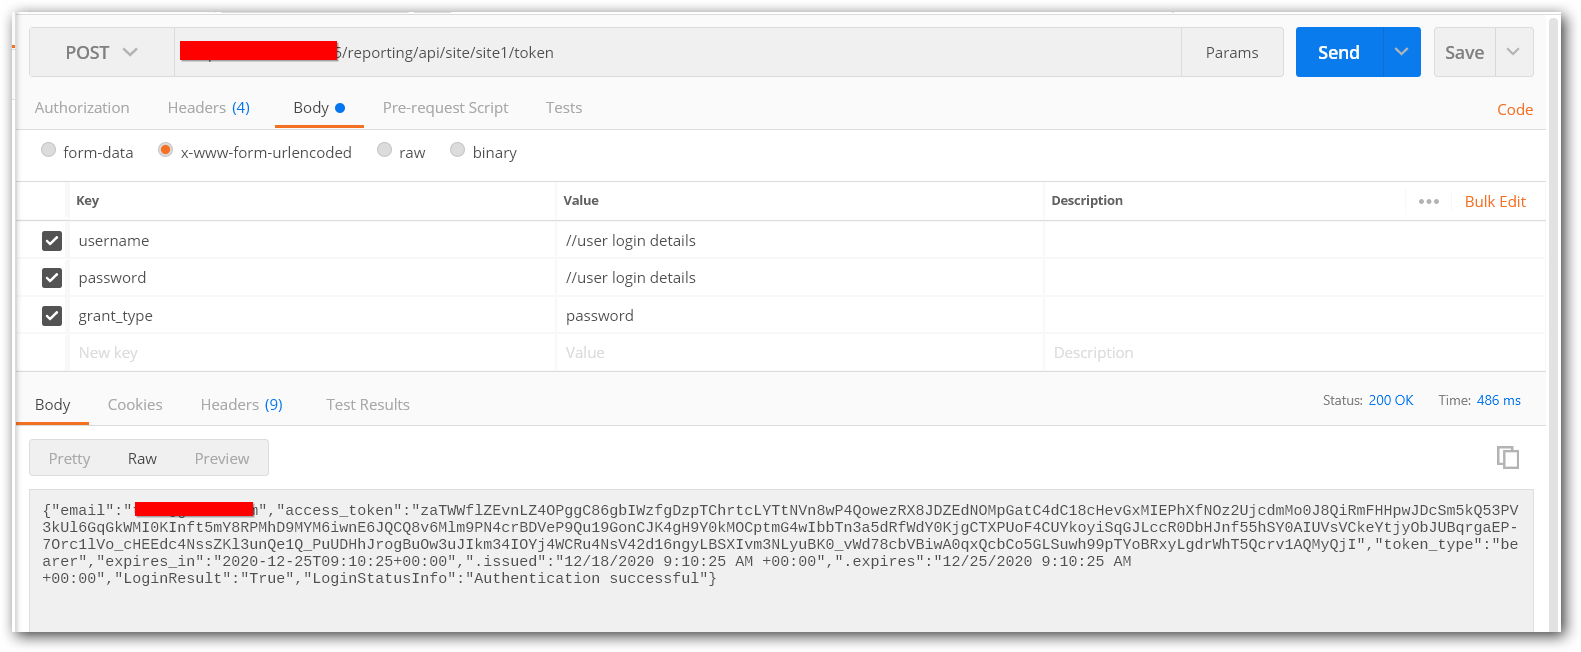 POST /reporting/api/site/site1/token Params Send Save
Authorization Headers (4) Body Pre-request Script Tests Code
form-data x-www-form-urlencoded raw binary
Key Value Description ••• Bulk Edit
username //user login details
password //user login details
grant_type password
New key Value Description
Body Cookies Headers (9) Test Results Status: 200 OK Time: 486 ms
Pretty Raw Preview
{"email":" m","access_token":"zaTWWflZEvnLZ4OPggC86gbIWzfgDzpTChrtcLYTtNVn8wP4QowezRX8JDZEdNOMpGatC4dC18cHevGxMIEPhXfNOz2UjcdmMo0J8QiRmFHHpwJDcSm5kQ53PV
3kUl6GqGkWMI0KInft5mY8RPMhD9MYM6iwnE6JQCQ8v6Mlm9PN4crBDVeP9Qu19GonCJK4gH9Y0kMOCptmG4wIbbTn3a5dRfWdY0KjgCTXPUoF4CUYkoyiSqGJLccR0DbHJnf55hSY0AIUVsVCkeYtjyObJUBqrgaEP-
7Orc1lVo_cHEEdc4NssZKl3unQe1Q_PuUDHhJrogBuOw3uJIkm34IOYj4WCRu4NsV42d16ngyLBSXIvm3NLyuBK0_vWd78cbVBiwA0qxQcbCo5GLSuwh99pTYoBRxyLgdrWhT5Qcrv1AQMyQjI","token_type":"be
arer","expires_in":"2020-12-25T09:10:25+00:00",".issued":"12/18/2020 9:10:25 AM +00:00",".expires":"12/25/2020 9:10:25 AM
+00:00","LoginResult":"True","LoginStatusInfo":"Authentication successful"}